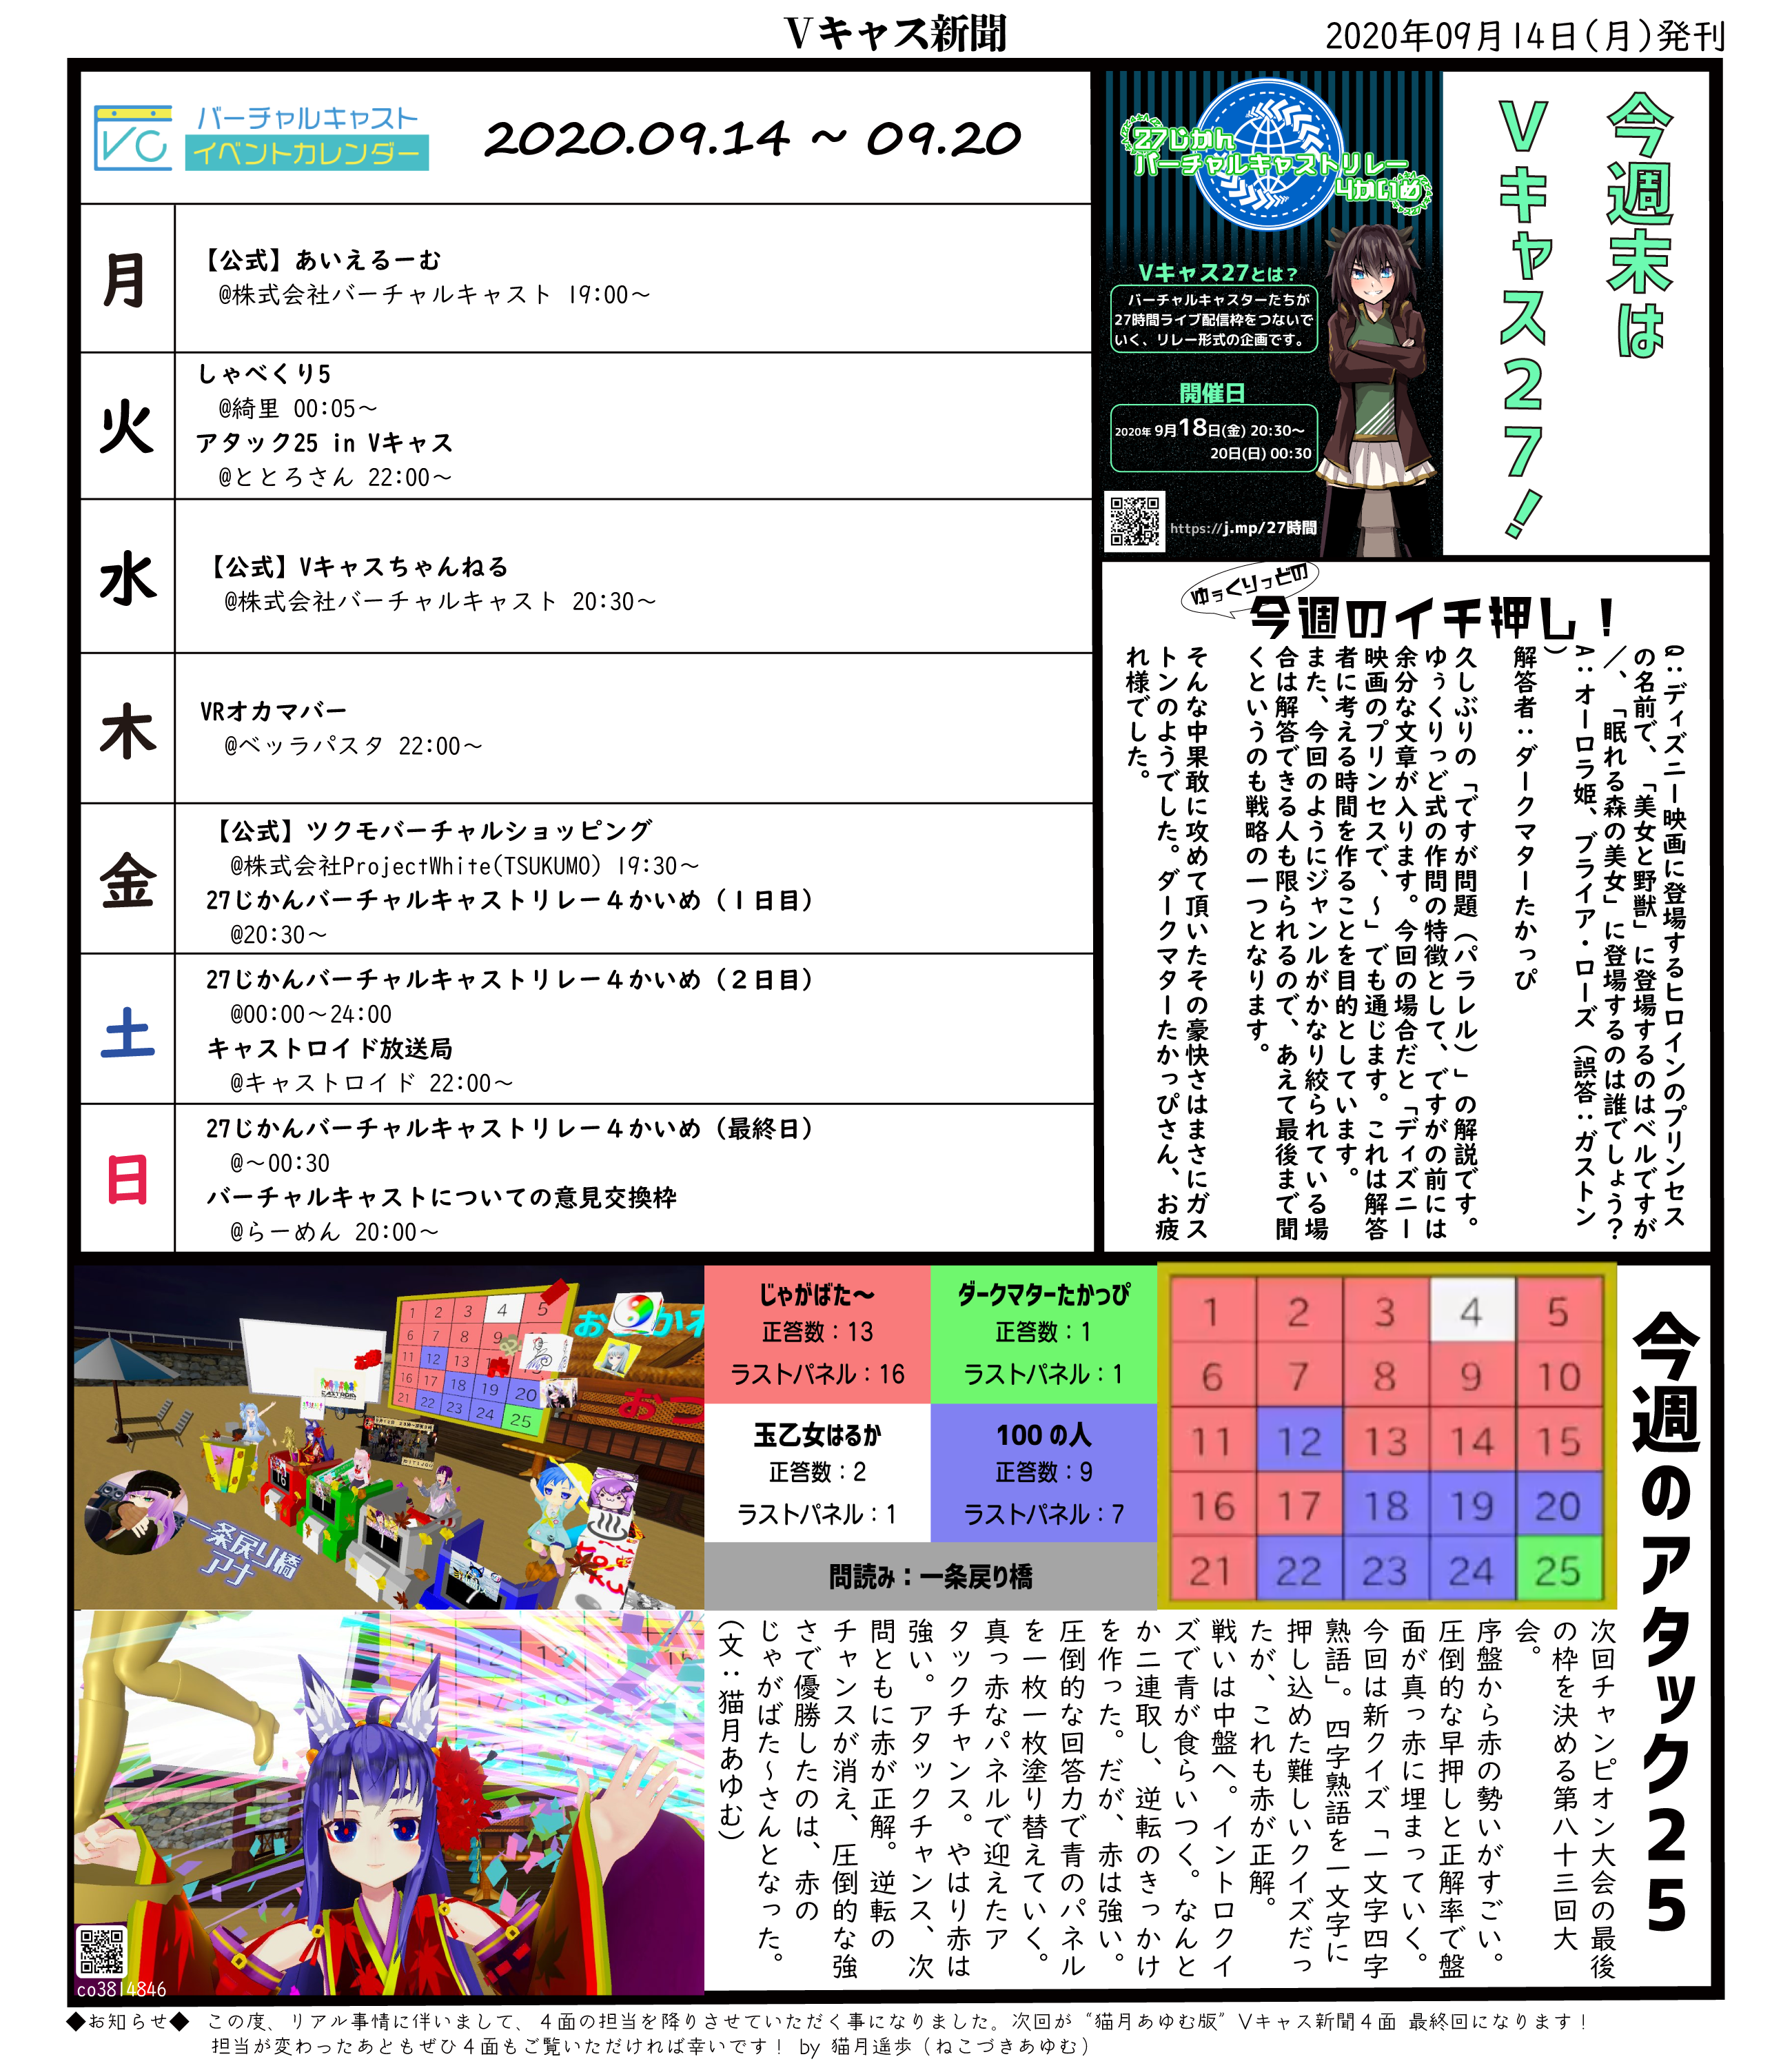 Vキャス新聞
2020年09月14日(月)発刊
VC
バーチャルキャスト
イベントカレンダー
2020.09.14 ~ 09.20
月
【公式】あいえるーむ
@株式会社バーチャルキャスト 19:00～
火
しゃべくり5
@綺里 00:05～
アタック25 in Vキャス
@ととろさん 22:00～
水
【公式】Vキャスちゃんねる
@株式会社バーチャルキャスト 20:30～
木
VRオカマバー
@ベッラパスタ 22:00～
金
【公式】ツクモバーチャルショッピング
@株式会社ProjectWhite(TSUKUMO) 19:30～
27じかんバーチャルキャストリレー４かいめ（１日目）
@20:30～
土
27じかんバーチャルキャストリレー４かいめ（２日目）
@00:00～24:00
キャストロイド放送局
@キャストロイド 22:00～
日
27じかんバーチャルキャストリレー４かいめ（最終日）
@～00:30
バーチャルキャストについての意見交換枠
@らーめん 20:00～
今週末は
Vキャス27！
27じかん
バーチャルキャストリレー
4かいめ
Vキャス27とは？
バーチャルキャスターたちが
27時間ライブ配信枠をつないで
いく、リレー形式の企画です。
開催日
2020年 9月18日(金) 20:30～
20日(日) 00:30
https://j.mp/27時間
ゆっくりっどの
今週のイチ押し！
Q：ディズニー映画に登場するヒロインのプリンセス
の名前で、「美女と野獣」に登場するのはベルですが
／、「眠れる森の美女」に登場するのは誰でしょう？
A：オーロラ姫、ブライア・ローズ（誤答：ガストン
）
解答者：ダークマターたかっぴ
久しぶりの「ですが問題（パラレル）」の解説です。
ゆぅくりっど式の作問の特徴として、ですがの前には
余分な文章が入ります。今回の場合だと「ディズニー
映画のプリンセスで、～」でも通じます。これは解答
者に考える時間を作ることを目的としています。
また、今回のようにジャンルがかなり絞られている場
合は解答できる人も限られるので、あえて最後まで聞
くというのも戦略の一つとなります。
そんな中果敢に攻めて頂いたその豪快さはまさにガス
トンのようでした。ダークマターたかっぴさん、お疲
れ様でした。
一条戻り橋
アナ
じゃがばた～
正答数：13
ラストパネル：16
ダークマターたかっぴ
正答数：1
ラストパネル：1
玉乙女はるか
正答数：2
ラストパネル：1
100の人
正答数：9
ラストパネル：7
問読み：一条戻り橋
1 2 3 4 5
6 7 8 9 10
11 12 13 14 15
16 17 18 19 20
21 22 23 24 25
今週のアタック25
次回チャンピオン大会の最後
の枠を決める第八十三回大
会。
序盤から赤の勢いがすごい。
圧倒的な早押しと正解率で盤
面が真っ赤に埋まっていく。
今回は新クイズ「一文字四字
熟語」。四字熟語を一文字に
押し込めた難しいクイズだっ
たが、これも赤が正解。
戦いは中盤へ。イントロクイ
ズで青が食らいつく。なんと
か二連取し、逆転のきっかけ
を作った。だが、赤は強い。
圧倒的な回答力で青のパネル
を一枚一枚塗り替えていく。
真っ赤なパネルで迎えたア
タックチャンス。やはり赤は
強い。アタックチャンス、次
問ともに赤が正解。逆転の
チャンスが消え、圧倒的な強
さで優勝したのは、赤の
じゃがばた～さんとなった。
（文：猫月あゆむ）
co3814846
◆お知らせ◆ この度、リアル事情に伴いまして、４面の担当を降りさせていただく事になりました。次回が“猫月あゆむ版”Vキャス新聞４面 最終回になります！
担当が変わったあともぜひ４面もご覧いただければ幸いです！ by 猫月遥歩（ねこづきあゆむ）